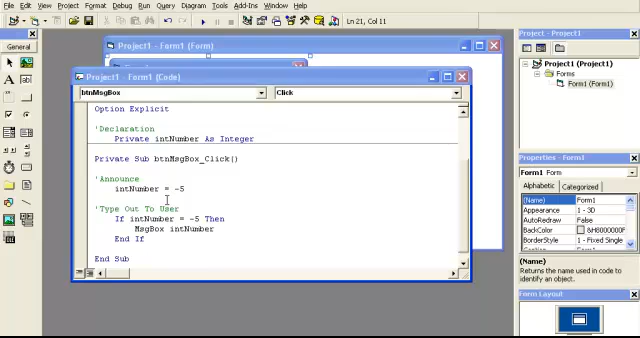 File Edit View Project Format Debug Run Query Diagram Tools Add-Ins Window Help
Ln 21, Col 11
General
Project1 - Form1 (Form)
Project1 - Form1 (Code)
btnMsgBox
Click
Option Explicit
'Declaration
Private intNumber As Integer
Private Sub btnMsgBox_Click()
'Announce
intNumber = -5
'Type Out To User
If intNumber = -5 Then
MsgBox intNumber
End If
End Sub
Project - Project1
Project1 (Project1)
Forms
Form1 (Form1)
Properties - Form1
Form1 Form
Alphabetic Categorized
(Name) Form1
Appearance 1 - 3D
AutoRedraw False
BackColor &H8000000F
BorderStyle 1 - Fixed Single
(Name)
Returns the name used in code to
identify an object.
Form Layout